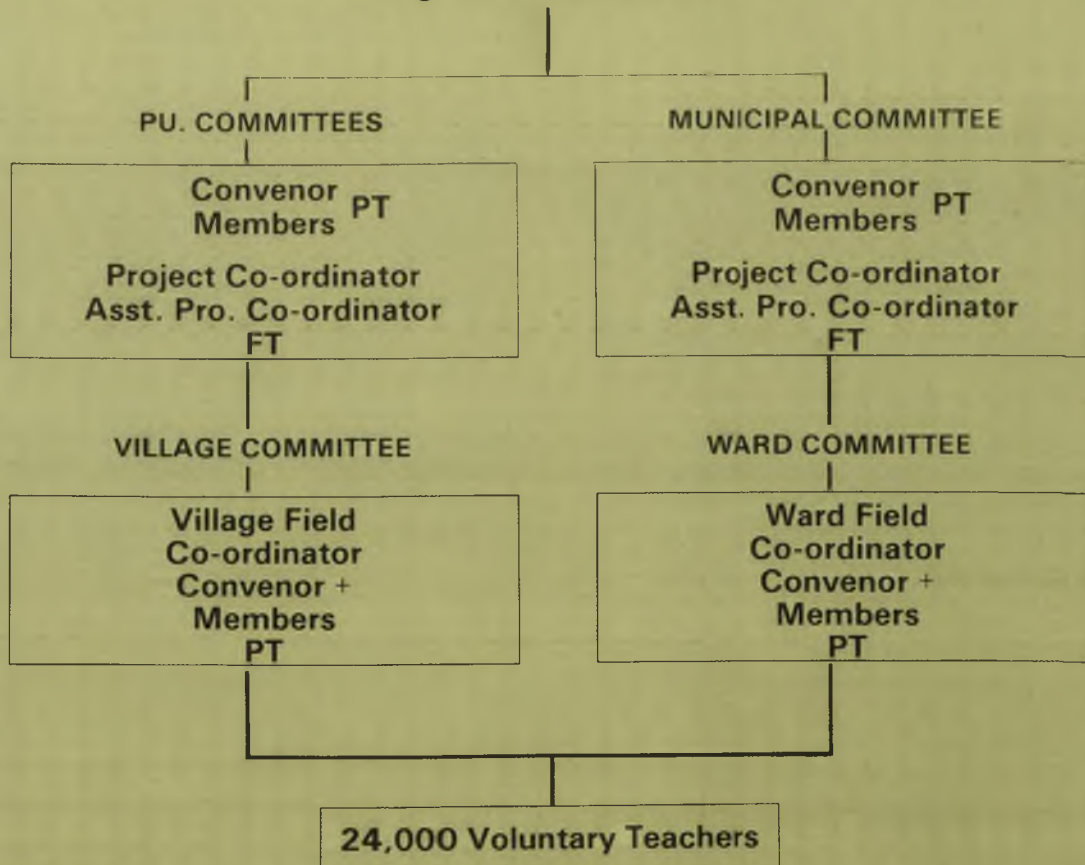 PU. COMMITTEES
Convenor
Members PT
Project Co-ordinator
Asst. Pro. Co-ordinator
FT
VILLAGE COMMITTEE
Village Field
Co-ordinator
Convenor +
Members
PT
MUNICIPAL COMMITTEE
Convenor
Members PT
Project Co-ordinator
Asst. Pro. Co-ordinator
FT
WARD COMMITTEE
Ward Field
Co-ordinator
Convenor +
Members
PT
24,000 Voluntary Teachers